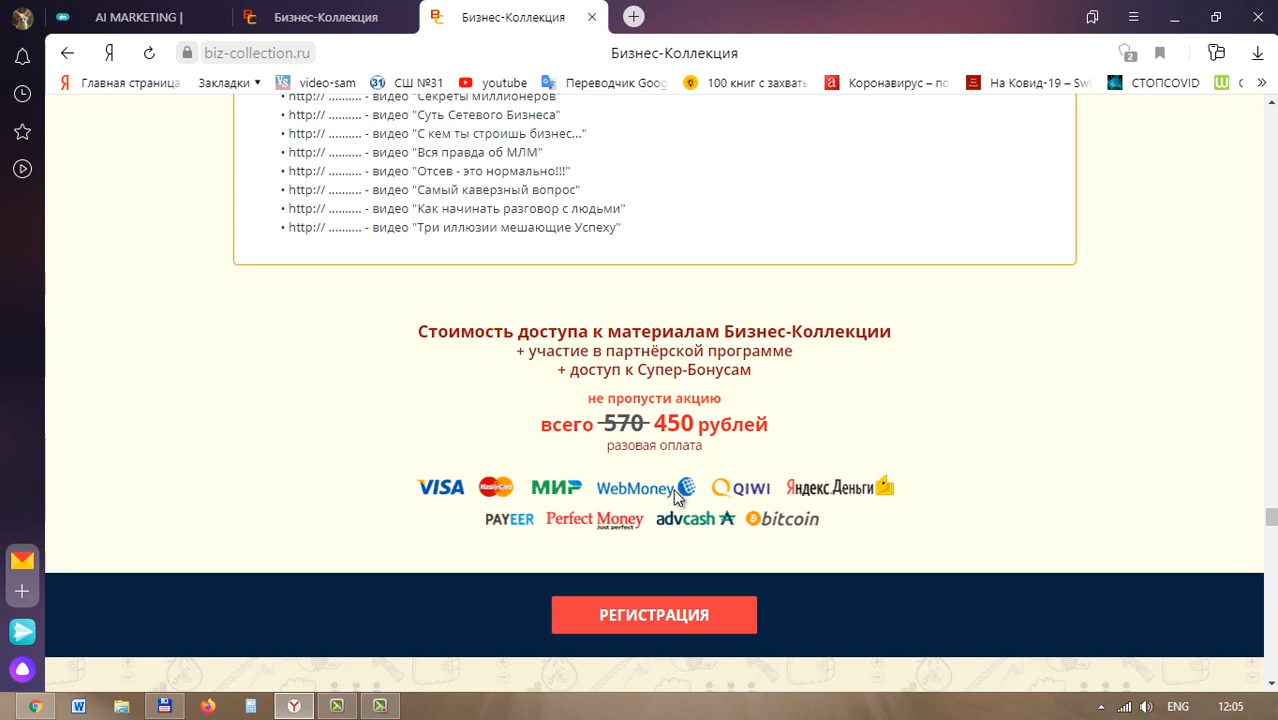 AI MARKETING |
Бизнес-Коллекция
Бизнес-Коллекция
biz-collection.ru
Бизнес-Коллекция
2
Главная страница
Закладки
video-sam
СШ №31
youtube
Переводчик Goog
100 книг с захвать
Коронавирус – по
На Ковид-19 – Swi
СТОПCOVID
• http:// .......... - видео "Секреты миллионеров"
• http:// .......... - видео "Суть Сетевого Бизнеса"
• http:// .......... - видео "С кем ты строишь бизнес..."
• http:// .......... - видео "Вся правда об МЛМ"
• http:// .......... - видео "Отсев - это нормально!!!"
• http:// .......... - видео "Самый каверзный вопрос"
• http:// .......... - видео "Как начинать разговор с людьми"
• http:// .......... - видео "Три иллюзии мешающие Успеху"
Стоимость доступа к материалам Бизнес-Коллекции
+ участие в партнёрской программе
+ доступ к Супер-Бонусам
не пропусти акцию
всего 570 450 рублей
разовая оплата
VISA MasterCard МИР WebMoney QIWI Яндекс.Деньги
PAYEER Perfect Money Just perfect advcash bitcoin
РЕГИСТРАЦИЯ
ENG
12:05